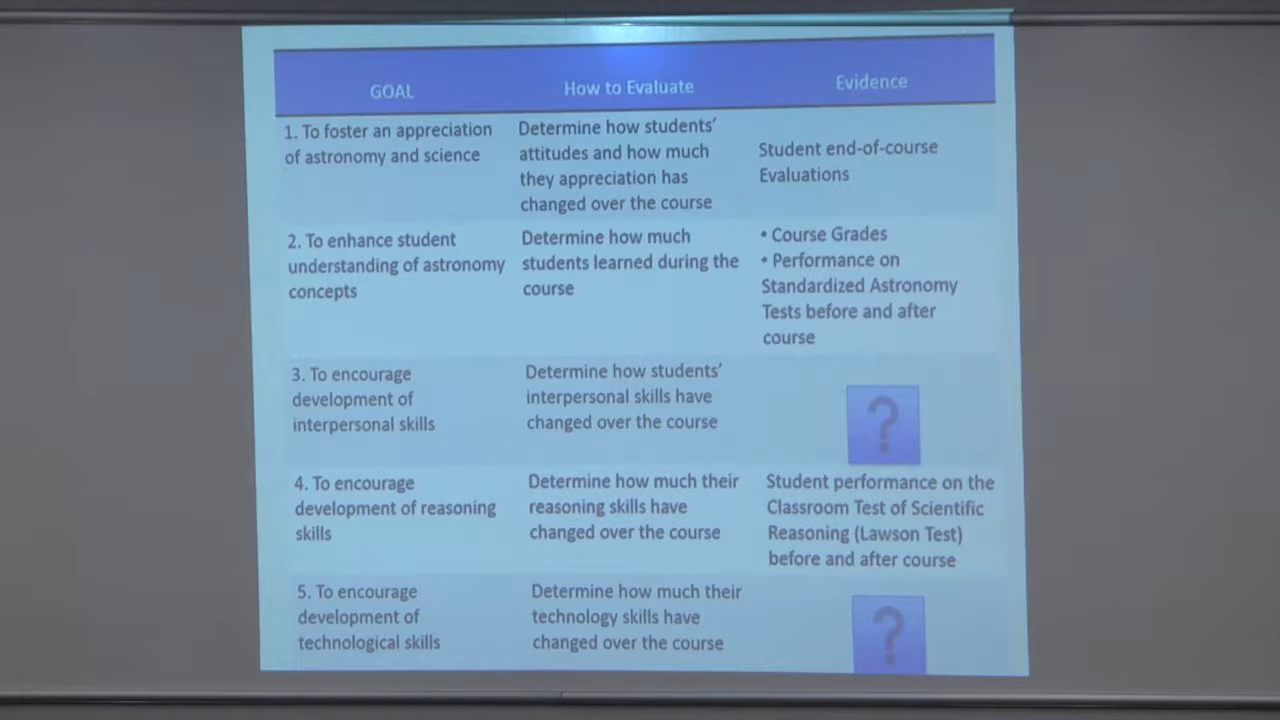 GOAL
How to Evaluate
Evidence
1. To foster an appreciation
of astronomy and science
Determine how students’
attitudes and how much
they appreciation has
changed over the course
Student end-of-course
Evaluations
2. To enhance student
understanding of astronomy
concepts
Determine how much
students learned during the
course
• Course Grades
• Performance on
Standardized Astronomy
Tests before and after
course
3. To encourage
development of
interpersonal skills
Determine how students’
interpersonal skills have
changed over the course
?
4. To encourage
development of reasoning
skills
Determine how much their
reasoning skills have
changed over the course
Student performance on the
Classroom Test of Scientific
Reasoning (Lawson Test)
before and after course
5. To encourage
development of
technological skills
Determine how much their
technology skills have
changed over the course
?